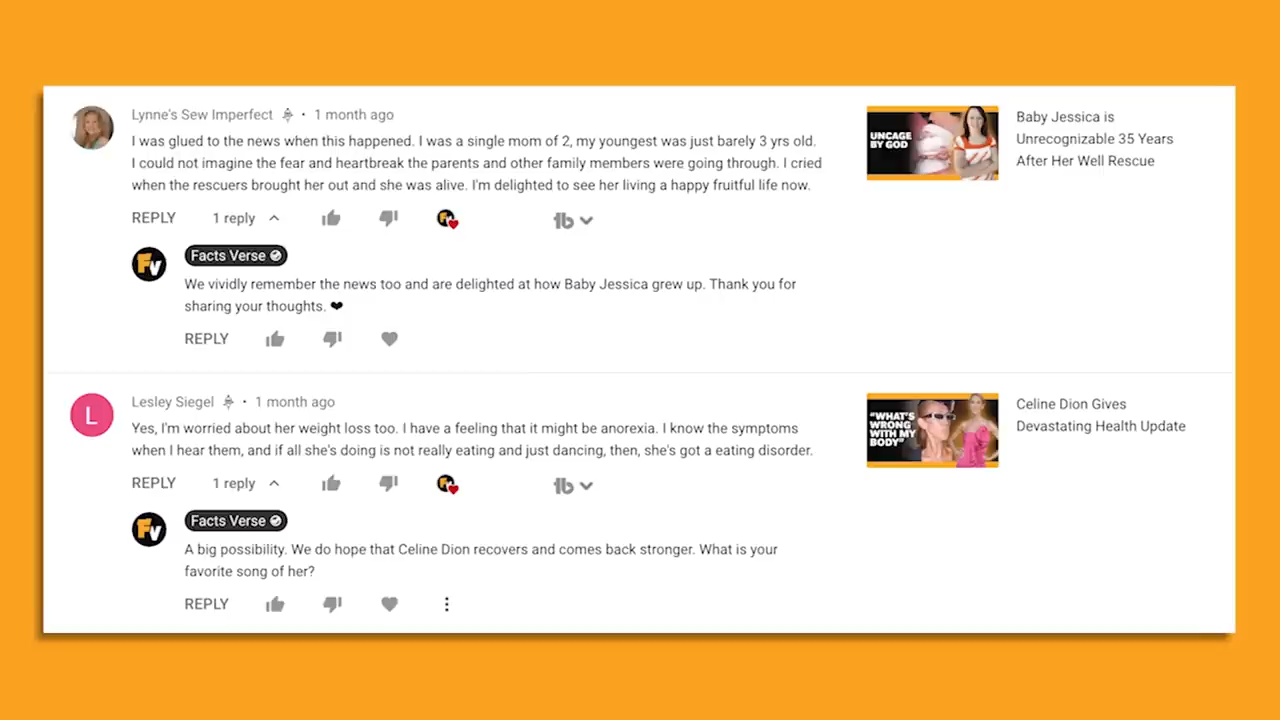 Lynne's Sew Imperfect • 1 month ago
I was glued to the news when this happened. I was a single mom of 2, my youngest was just barely 3 yrs old.
I could not imagine the fear and heartbreak the parents and other family members were going through. I cried
when the rescuers brought her out and she was alive. I'm delighted to see her living a happy fruitful life now.
REPLY 1 reply
UNCAGE
BY GOD
Baby Jessica is
Unrecognizable 35 Years
After Her Well Rescue
Fv
Facts Verse
We vividly remember the news too and are delighted at how Baby Jessica grew up. Thank you for
sharing your thoughts. ❤
REPLY
L
Lesley Siegel • 1 month ago
Yes, I'm worried about her weight loss too. I have a feeling that it might be anorexia. I know the symptoms
when I hear them, and if all she's doing is not really eating and just dancing, then, she's got a eating disorder.
REPLY 1 reply
"WHAT'S
WRONG
WITH MY
BODY"
Celine Dion Gives
Devastating Health Update
Fv
Facts Verse
A big possibility. We do hope that Celine Dion recovers and comes back stronger. What is your
favorite song of her?
REPLY